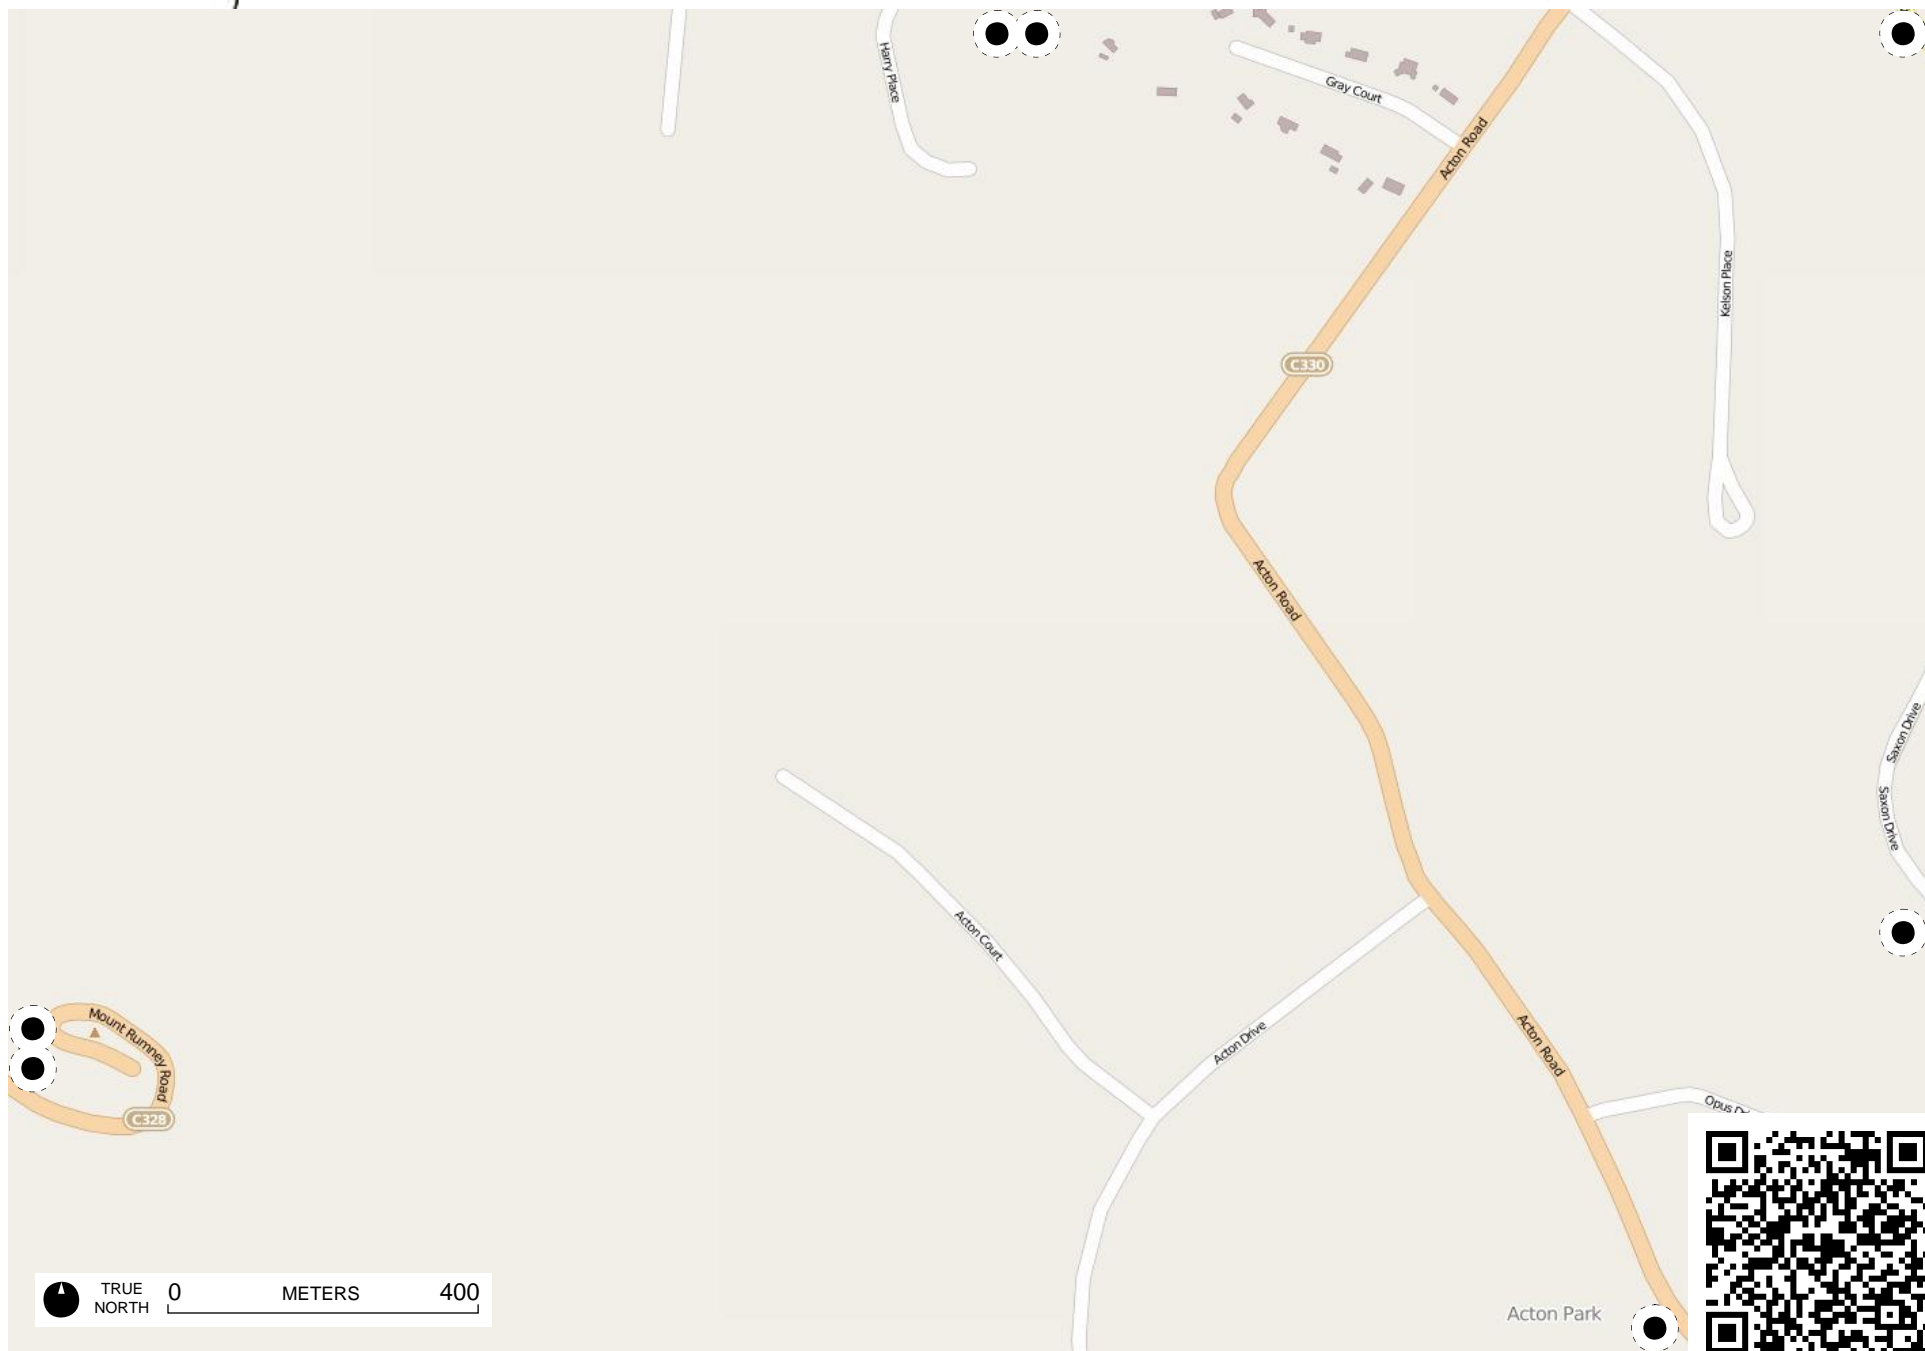 Harry Place
Gray Court
Acton Road
Kelson Place
C330
Acton Road
Saxon Drive
Saxon Drive
Acton Court
Mount Rumney Road
Acton Drive
Acton Road
C328
Opus
TRUE
NORTH
0 METERS 400
Acton Park